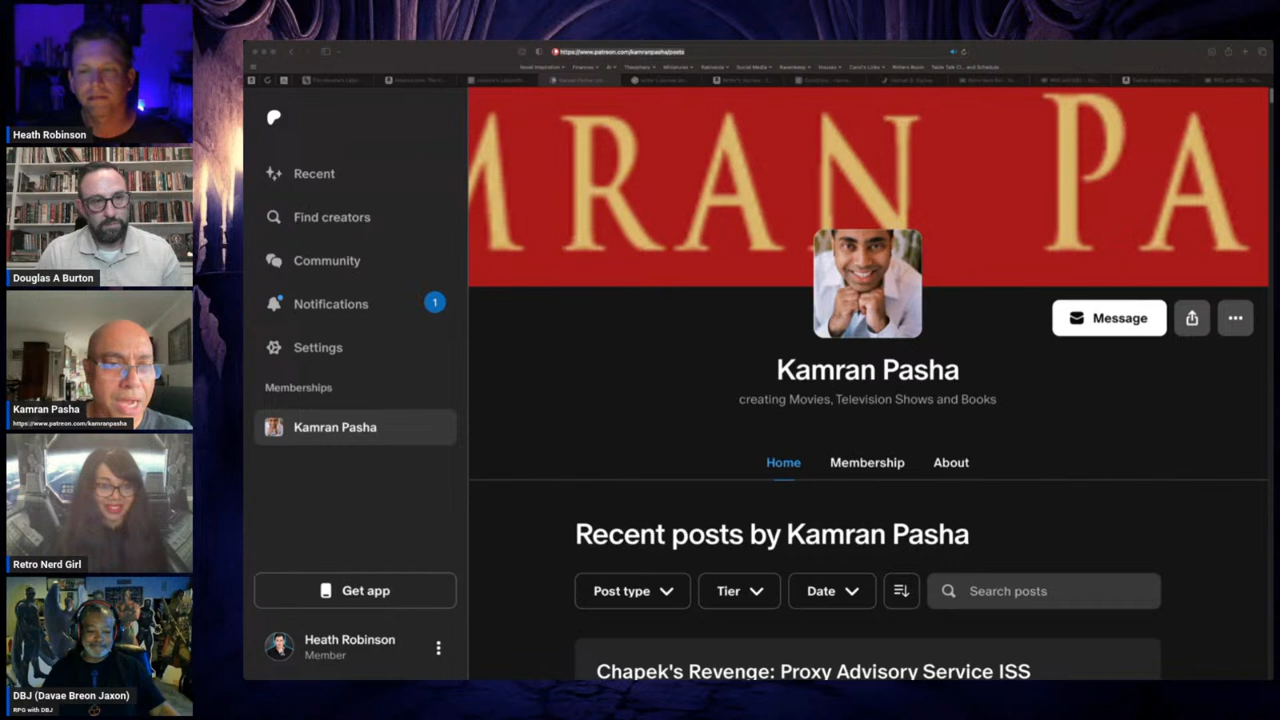 Heath Robinson
Douglas A Burton
Kamran Pasha
https://www.patreon.com/kamranpasha
Retro Nerd Girl
DBJ (Davae Breon Jaxon)
RPG with DBJ
https://www.patreon.com/kamranpasha/posts
MRAN PA
Recent
Find creators
Community
Notifications
1
Settings
Memberships
Kamran Pasha
Get app
Heath Robinson
Member
Message
Kamran Pasha
creating Movies, Television Shows and Books
Home Membership About
Recent posts by Kamran Pasha
Post type Tier Date Search posts
Chapek's Revenge: Proxy Advisory Service ISS